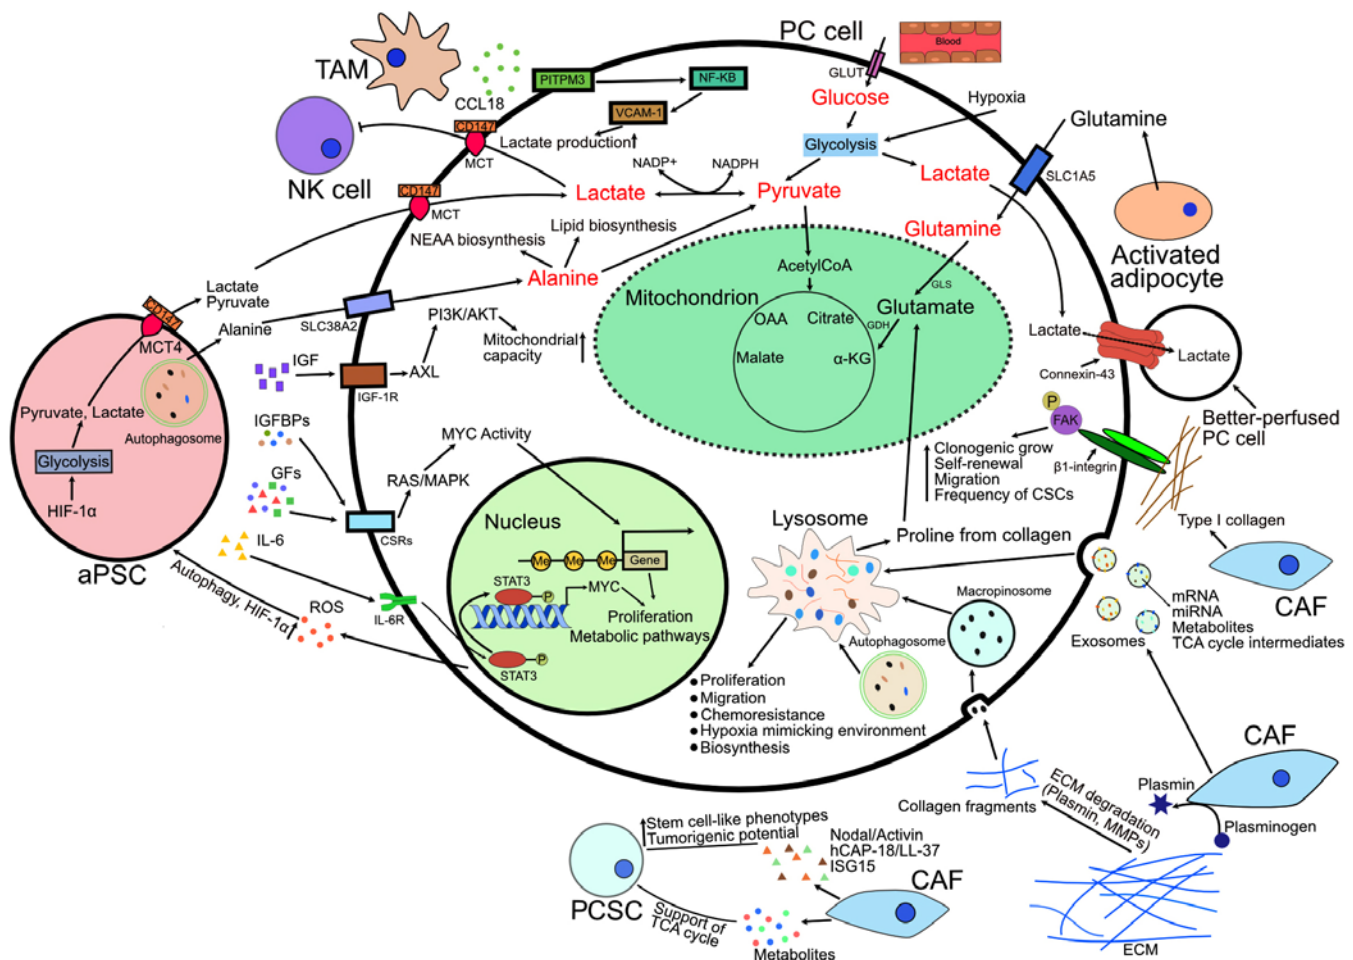 PC cell
Blood
TAM
CCL18
PITPM3
NF-KB
VCAM-1
Lactate production
GLUT
Glucose
Hypoxia
Glycolysis
Glutamine
SLC1A5
NK cell
CD147
MCT
CD147
MCT
NADP+
NADPH
Lactate
Pyruvate
Lactate
Glutamine
Activated
adipocyte
NEAA biosynthesis
Lipid biosynthesis
Alanine
AcetylCoA
Mitochondrion
GLS
Glutamate
OAA
Citrate
GDH
Malate
α-KG
Lactate
Pyruvate
Alanine
SLC38A2
CD147
MCT4
PI3K/AKT
Mitochondrial
capacity
IGF
IGF-1R
AXL
Pyruvate, Lactate
Autophagosome
Glycolysis
HIF-1α
aPSC
Lactate
Lactate
Connexin-43
Better-perfused
PC cell
P
FAK
β1-integrin
Clonogenic grow
Self-renewal
Migration
Frequency of CSCs
IGFBPs
GFs
MYC Activity
RAS/MAPK
CSRs
IL-6
IL-6R
Autophagy, HIF-1α
ROS
Nucleus
Me
Me
Me
Gene
STAT3
P
MYC
Proliferation
Metabolic pathways
STAT3
P
Lysosome
Proline from collagen
Type I collagen
CAF
Macropinosome
Autophagosome
mRNA
miRNA
Metabolites
TCA cycle intermediates
Exosomes
Proliferation
Migration
Chemoresistance
Hypoxia mimicking environment
Biosynthesis
CAF
Plasmin
Plasminogen
Collagen fragments
ECM degradation
(Plasmin, MMPs)
ECM
Stem cell-like phenotypes
Tumorigenic potential
Nodal/Activin
hCAP-18/LL-37
ISG15
CAF
PCSC
Support of
TCA cycle
Metabolites